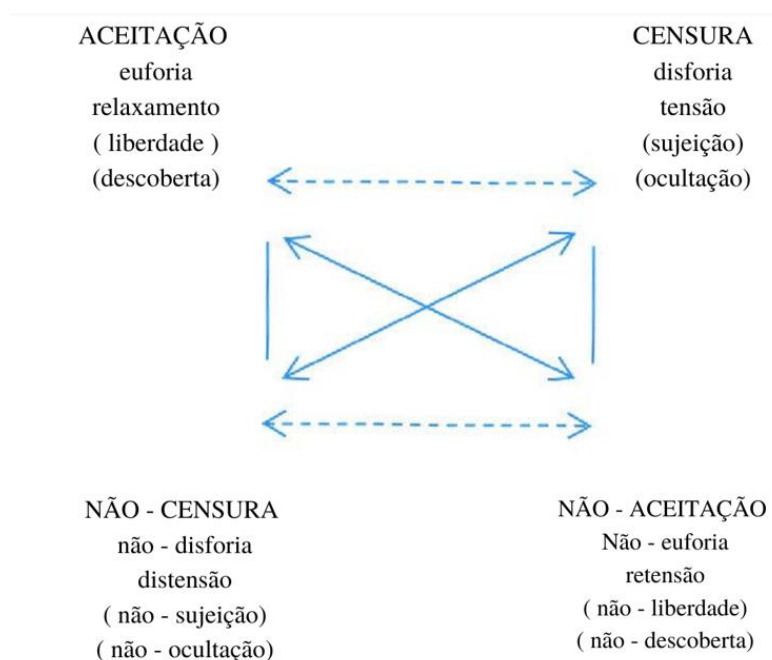 ACEITAÇÃO
euforia
relaxamento
( liberdade )
(descoberta)
CENSURA
disforia
tensão
(sujeição)
(ocultação)
NÃO - CENSURA
não - disforia
distensão
( não - sujeição)
( não - ocultação)
NÃO - ACEITAÇÃO
Não - euforia
retensão
( não - liberdade)
( não - descoberta)